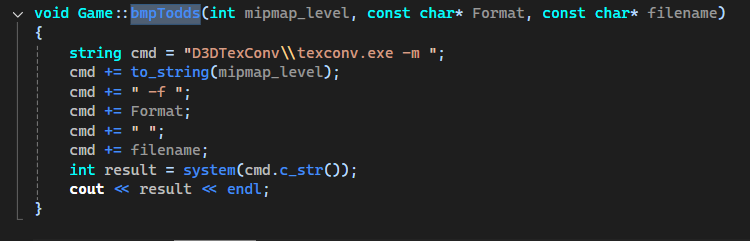 void Game::bmpTodds(int mipmap_level, const char* Format, const char* filename)
{
string cmd = "D3DTexConv\\texconv.exe -m ";
cmd += to_string(mipmap_level);
cmd += " -f ";
cmd += Format;
cmd += " ";
cmd += filename;
int result = system(cmd.c_str());
cout << result << endl;
}